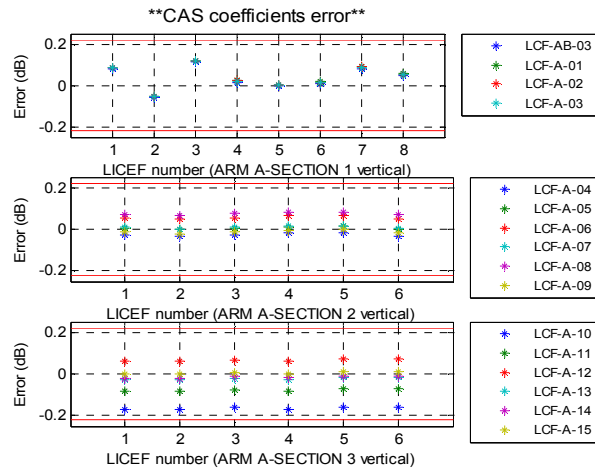 **CAS coefficients error**
0.2
0
-0.2
Error (dB)
1 2 3 4 5 6 7 8
LICEF number (ARM A-SECTION 1 vertical)
LCF-AB-03
LCF-A-01
LCF-A-02
LCF-A-03
0.2
0
-0.2
Error (dB)
1 2 3 4 5 6
LICEF number (ARM A-SECTION 2 vertical)
LCF-A-04
LCF-A-05
LCF-A-06
LCF-A-07
LCF-A-08
LCF-A-09
0.2
0
-0.2
Error (dB)
1 2 3 4 5 6
LICEF number (ARM A-SECTION 3 vertical)
LCF-A-10
LCF-A-11
LCF-A-12
LCF-A-13
LCF-A-14
LCF-A-15